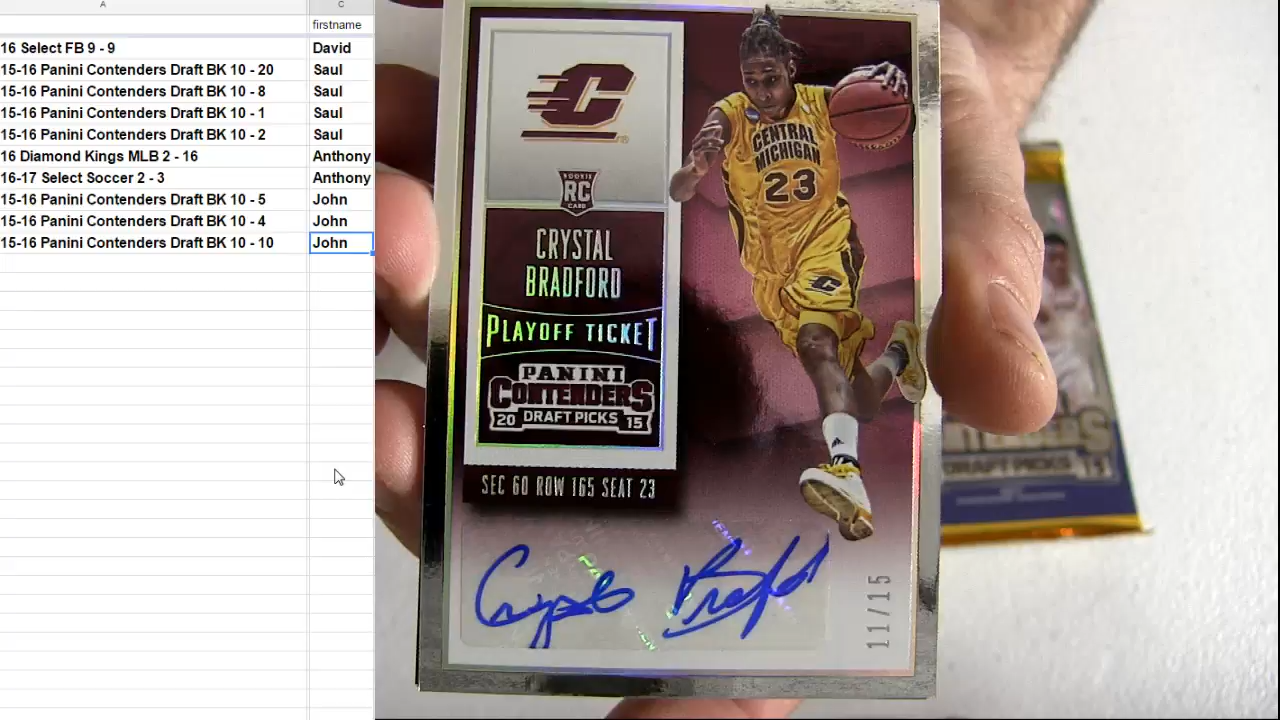 A C
firstname
16 Select FB 9 - 9 David
15-16 Panini Contenders Draft BK 10 - 20 Saul
15-16 Panini Contenders Draft BK 10 - 8 Saul
15-16 Panini Contenders Draft BK 10 - 1 Saul
15-16 Panini Contenders Draft BK 10 - 2 Saul
16 Diamond Kings MLB 2 - 16 Anthony
16-17 Select Soccer 2 - 3 Anthony
15-16 Panini Contenders Draft BK 10 - 5 John
15-16 Panini Contenders Draft BK 10 - 4 John
15-16 Panini Contenders Draft BK 10 - 10 John
C
ROOKIE
RC
CARD
CRYSTAL
BRADFORD
PLAYOFF TICKET
PANINI
CONTENDERS
20 DRAFT PICKS 15
SEC 60 ROW 165 SEAT 23
CENTRAL
MICHIGAN
23
C
Crystal Bradford
11/15
CONTENDERS
DRAFT PICKS